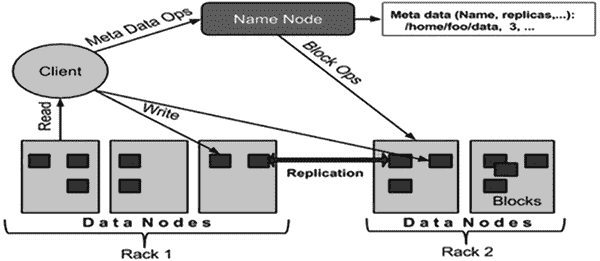 Name Node
Meta data (Name, replicas,...):
/home/foo/data, 3, ...
Meta Data Ops
Client
Block Ops
Read
Write
Replication
Blocks
Data Nodes
Data Nodes
Rack 1
Rack 2